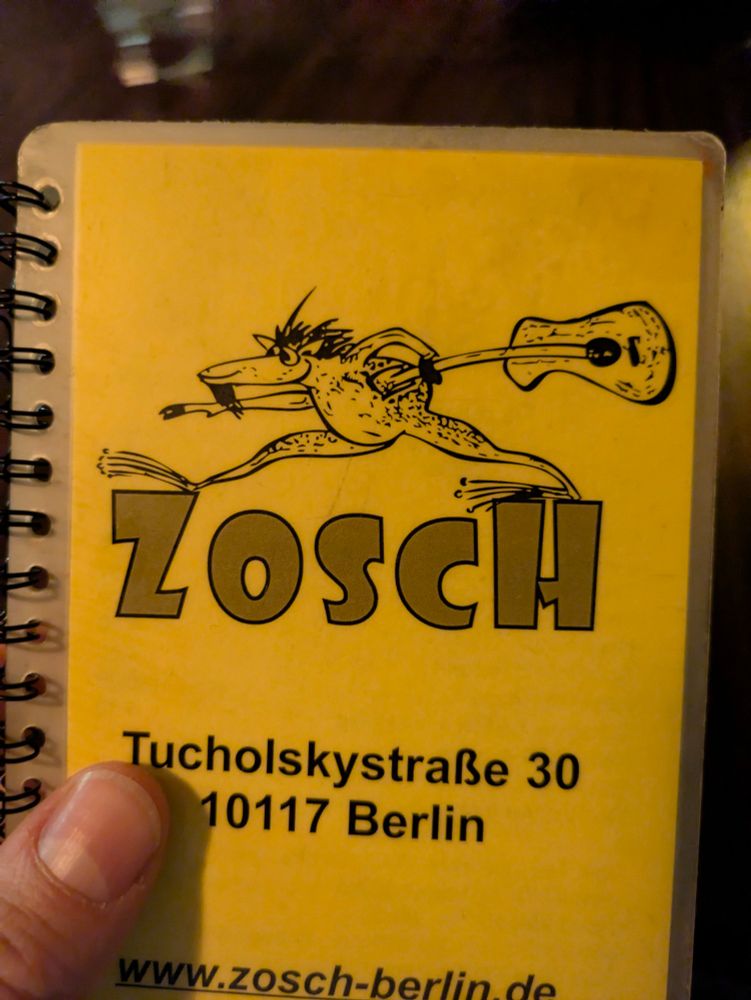 ZOSCH
Tucholskystraße 30
10117 Berlin
www.zosch-berlin.de